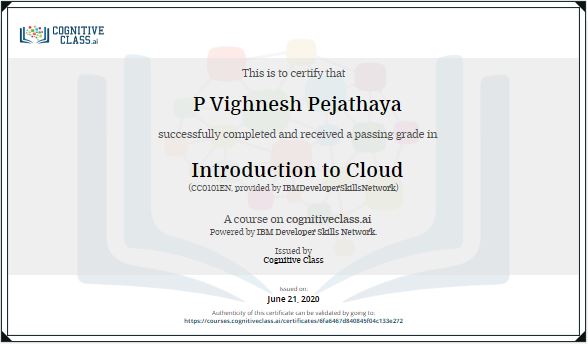 COGNITIVE
CLASS.ai
This is to certify that
P Vighnesh Pejathaya
successfully completed and received a passing grade in
Introduction to Cloud
(CC0101EN, provided by IBMDeveloperSkillsNetwork)
A course on cognitiveclass.ai
Powered by IBM Developer Skills Network.
Issued by
Cognitive Class
Issued on:
June 21, 2020
Authenticity of this certificate can be validated by going to:
https://courses.cognitiveclass.ai/certificates/6fa6467d840845f04c133e272